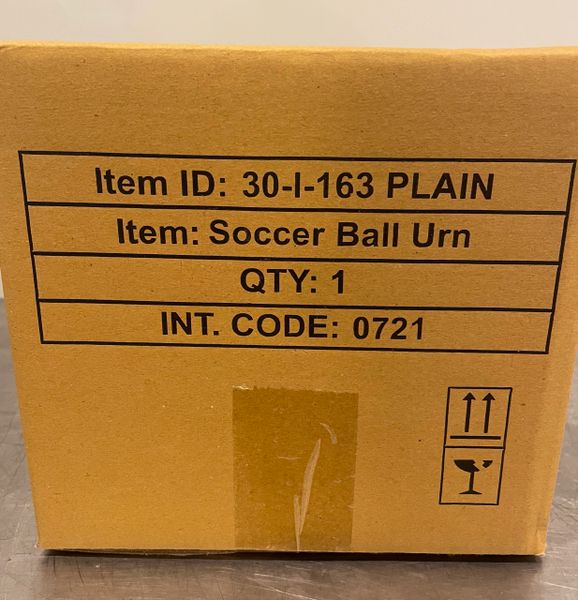 Item ID: 30-I-163 PLAIN
Item: Soccer Ball Urn
QTY: 1
INT. CODE: 0721